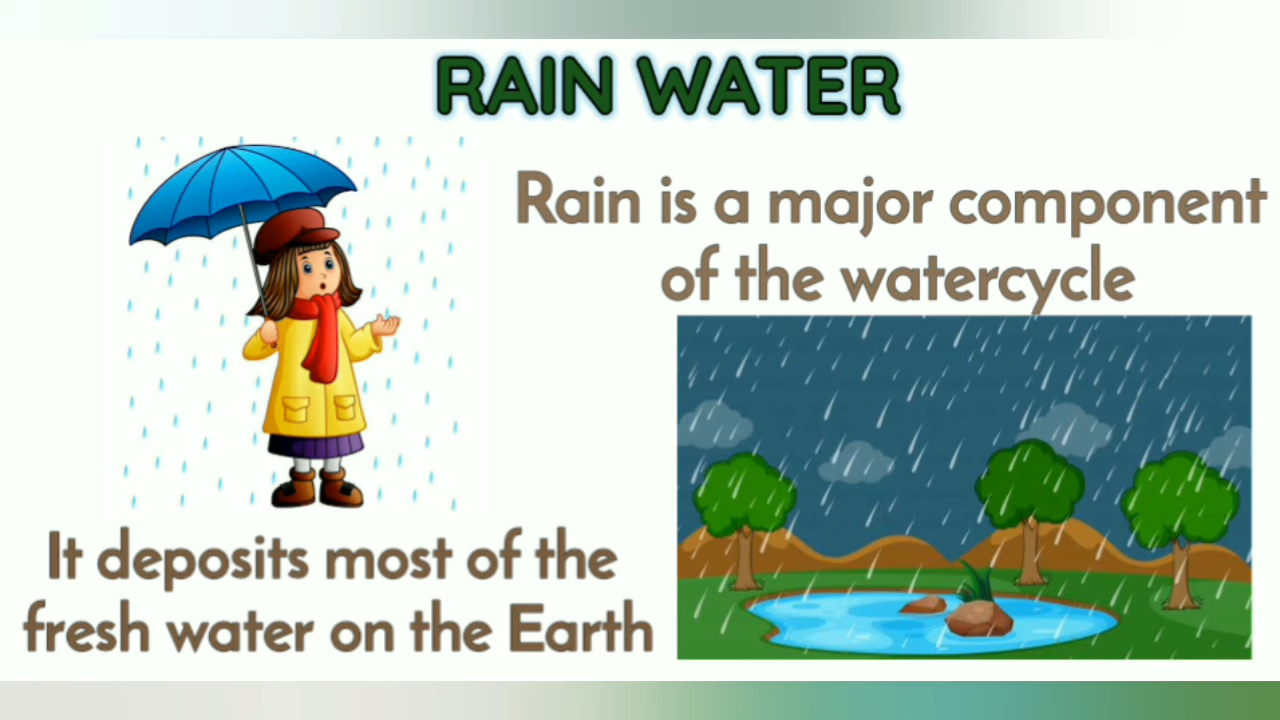 RAIN WATER
Rain is a major component
of the watercycle
It deposits most of the
fresh water on the Earth